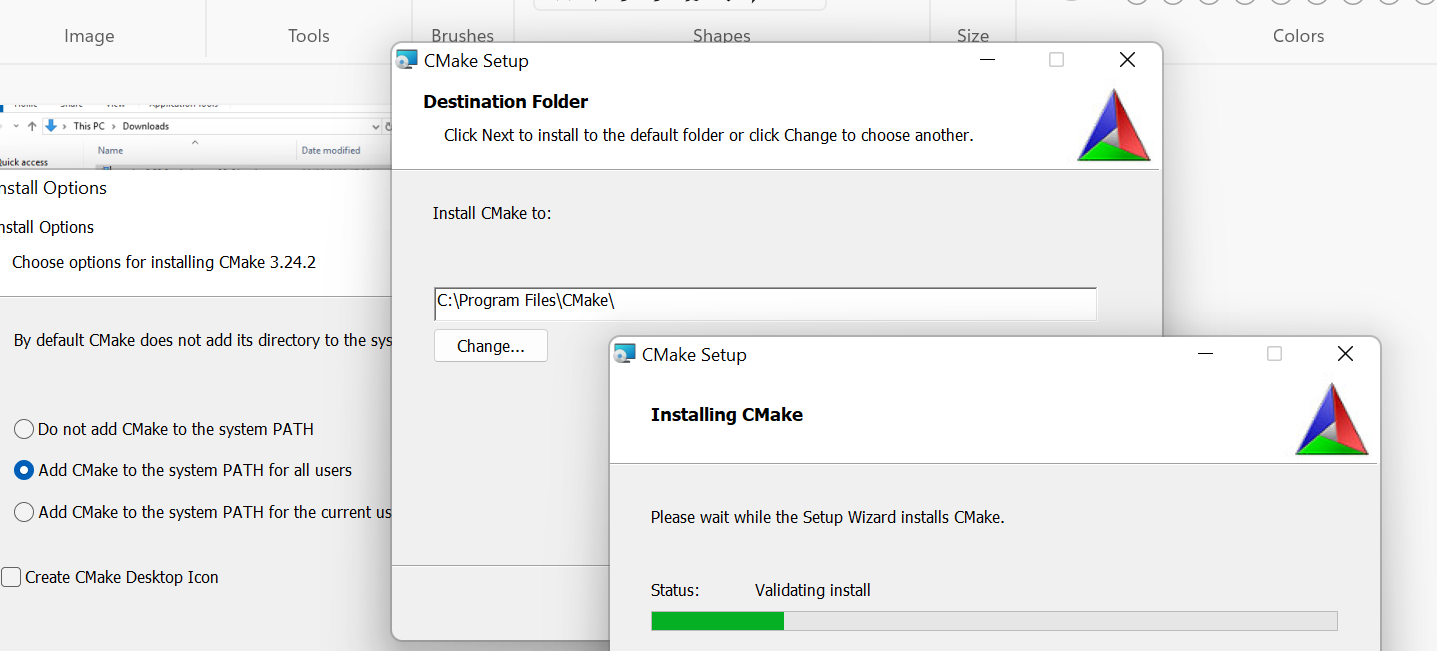 Image
Tools
Brushes
Shapes
Size
Colors
Home Share View Application Tools
This PC > Downloads
Name
Date modified
Quick access
nstall Options
nstall Options
Choose options for installing CMake 3.24.2
By default CMake does not add its directory to the sys
Do not add CMake to the system PATH
Add CMake to the system PATH for all users
Add CMake to the system PATH for the current us
Create CMake Desktop Icon
CMake Setup
Destination Folder
Click Next to install to the default folder or click Change to choose another.
Install CMake to:
C:\Program Files\CMake\
Change...
CMake Setup
Installing CMake
Please wait while the Setup Wizard installs CMake.
Status: Validating install